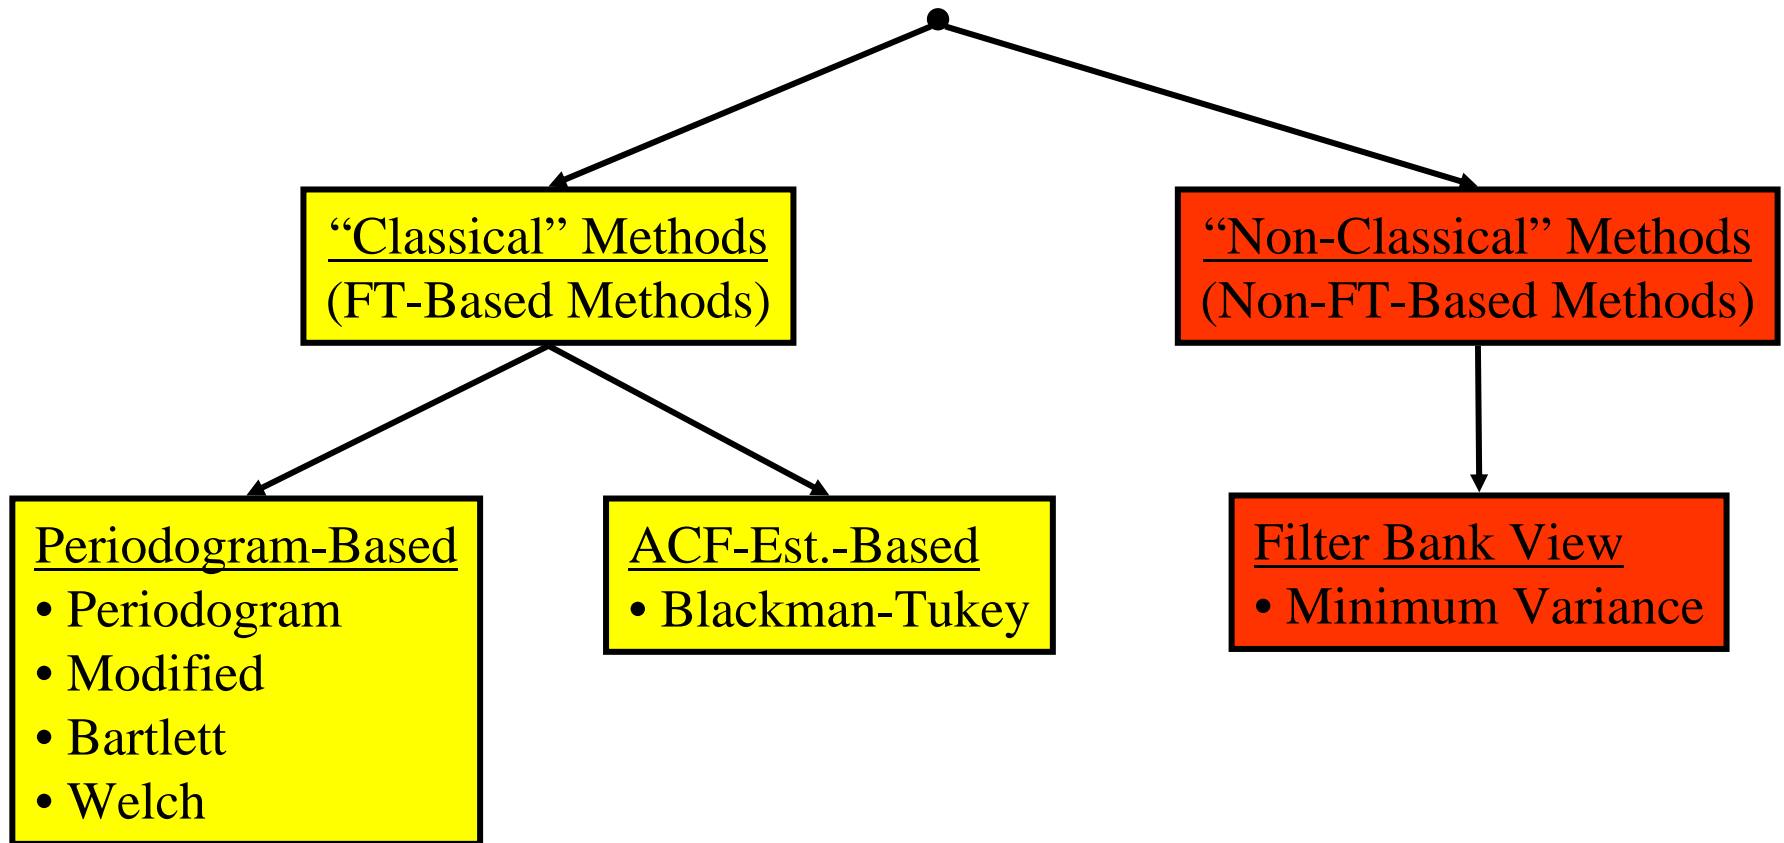 “Classical” Methods
(FT-Based Methods)
“Non-Classical” Methods
(Non-FT-Based Methods)
Periodogram-Based
• Periodogram
• Modified
• Bartlett
• Welch
ACF-Est.-Based
• Blackman-Tukey
Filter Bank View
• Minimum Variance